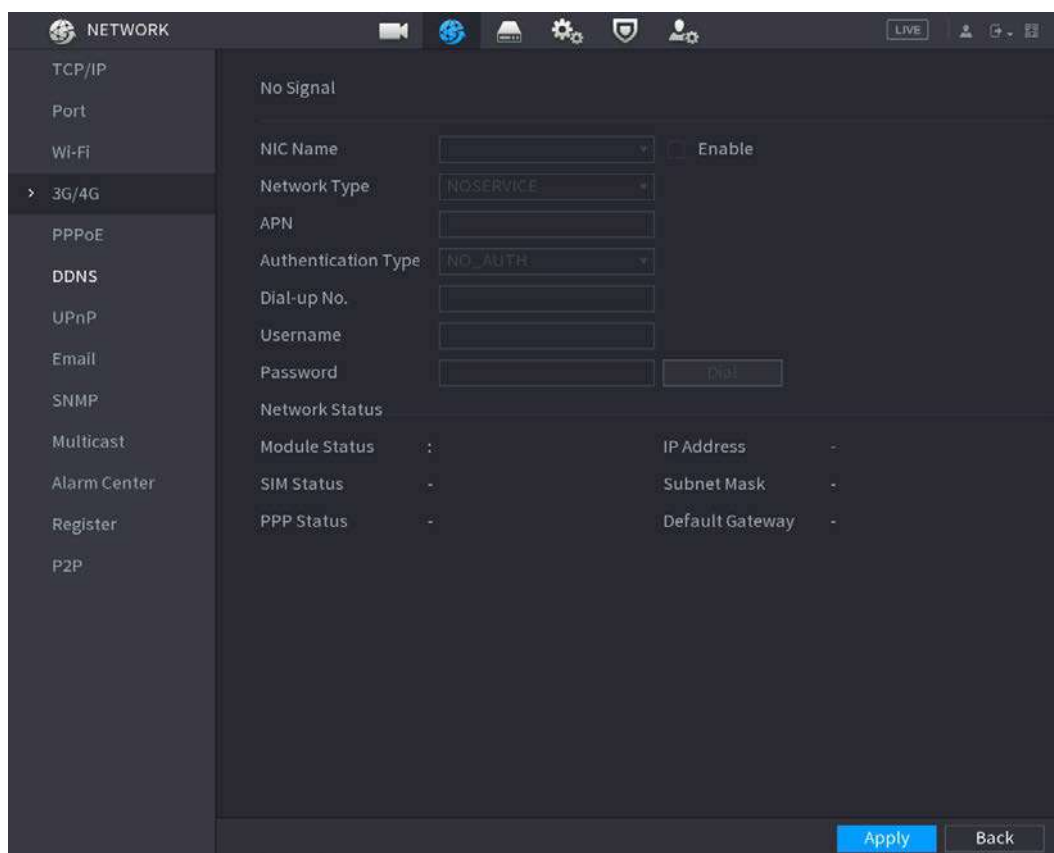 NETWORK
LIVE
TCP/IP
Port
Wi-Fi
3G/4G
PPPoE
DDNS
UPnP
Email
SNMP
Multicast
Alarm Center
Register
P2P
No Signal
NIC Name
Enable
Network Type NOSERVICE
APN
Authentication Type NO_AUTH
Dial-up No.
Username
Password Dial
Network Status
Module Status : IP Address -
SIM Status - Subnet Mask -
PPP Status - Default Gateway -
Apply Back